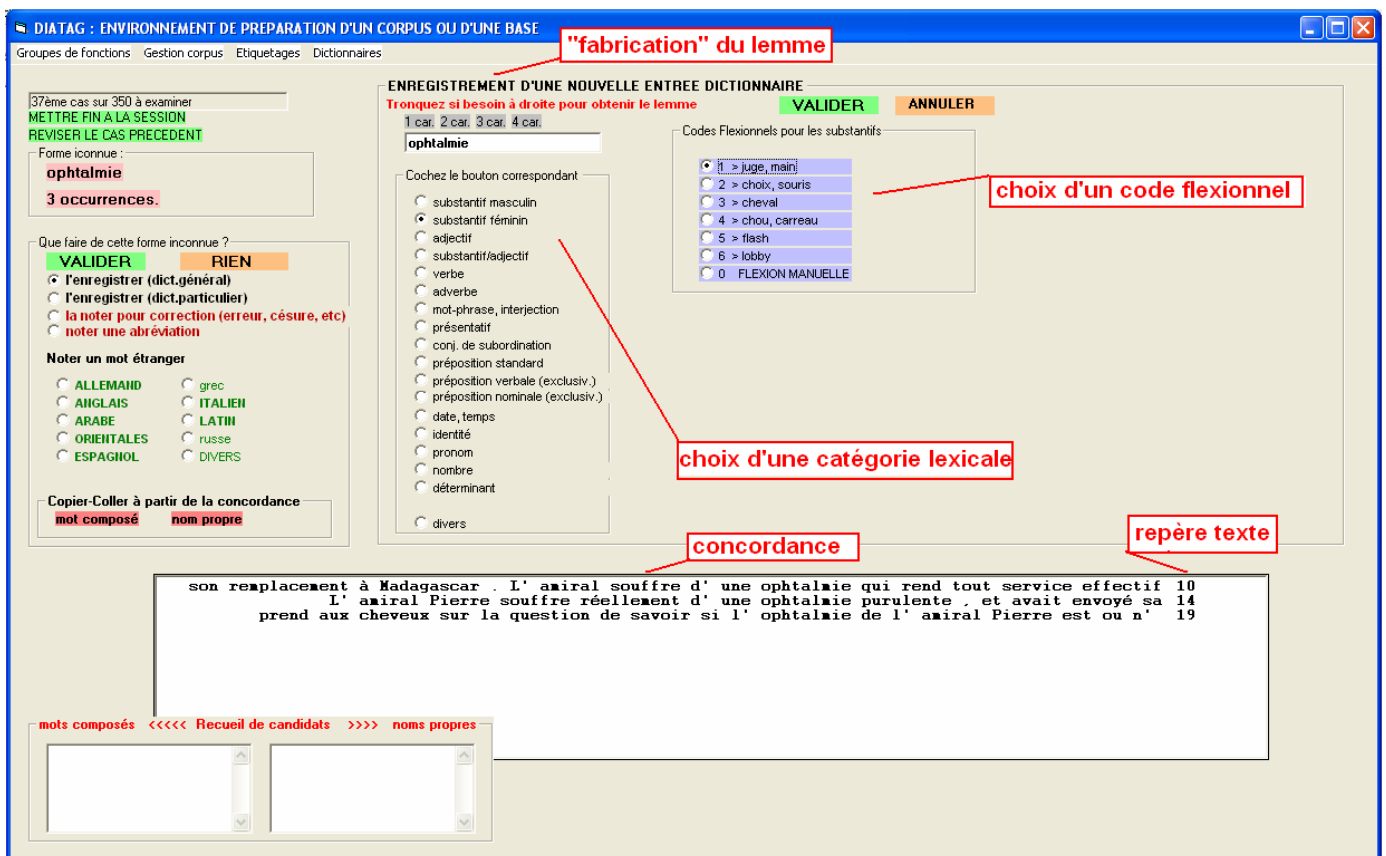 DIATAG : ENVIRONNEMENT DE PREPARATION D'UN CORPUS OU D'UNE BASE
Groupes de fonctions Gestion corpus Etiquetages Dictionnaires
"fabrication" du lemme
37ème cas sur 350 à examiner
METTRE FIN A LA SESSION
REVISER LE CAS PRECEDENT
Forme iconnue :
ophtalmie
3 occurrences.
Que faire de cette forme inconnue ?
VALIDER RIEN
l'enregistrer (dict.général)
l'enregistrer (dict.particulier)
la noter pour correction (erreur, césure, etc)
noter une abréviation
Noter un mot étranger
ALLEMAND grec
ANGLAIS ITALIEN
ARABE LATIN
ORIENTALES russe
ESPAGNOL DIVERS
Copier-Coller à partir de la concordance
mot composé nom propre
ENREGISTREMENT D'UNE NOUVELLE ENTREE DICTIONNAIRE
Tronquez si besoin à droite pour obtenir le lemme
VALIDER ANNULER
1 car. 2 car. 3 car. 4 car.
ophtalmie
Cochez le bouton correspondant
substantif masculin
substantif féminin
adjectif
substantif/adjectif
verbe
adverbe
mot-phrase, interjection
présentatif
conj. de subordination
préposition standard
préposition verbale (exclusiv.)
préposition nominale (exclusiv.)
date, temps
identité
pronom
nombre
déterminant
divers
Codes Flexionnels pour les substantifs
1 > juge, main
2 > choix, souris
3 > cheval
4 > chou, carreau
5 > flash
6 > lobby
0 FLEXION MANUELLE
choix d'un code flexionnel
choix d'une catégorie lexicale
concordance
repère texte
son remplacement à Madagascar . L' amiral souffre d' une ophtalmie qui rend tout service effectif 10
L' amiral Pierre souffre réellement d' une ophtalmie purulente , et avait envoyé sa 14
prend aux cheveux sur la question de savoir si l' ophtalmie de l' amiral Pierre est ou n' 19
mots composés <<<<< Recueil de candidats >>>> noms propres